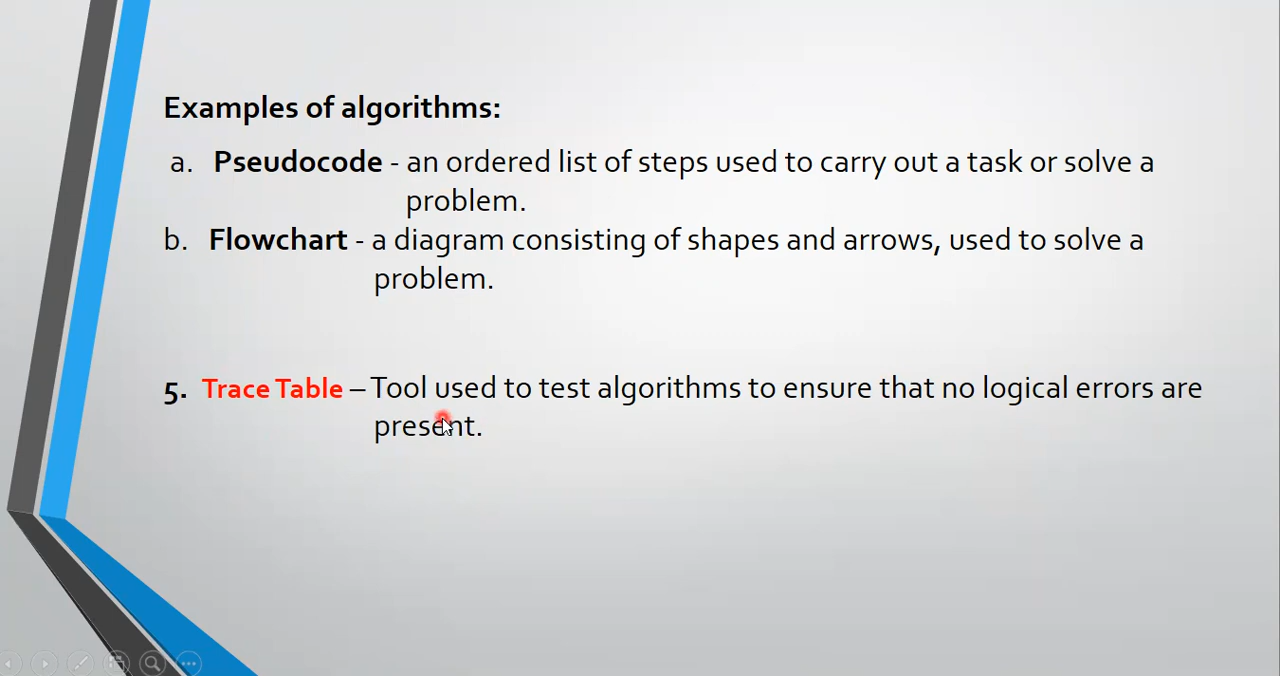 Examples of algorithms:
a. Pseudocode - an ordered list of steps used to carry out a task or solve a
problem.
b. Flowchart - a diagram consisting of shapes and arrows, used to solve a
problem.
5. Trace Table – Tool used to test algorithms to ensure that no logical errors are
present.